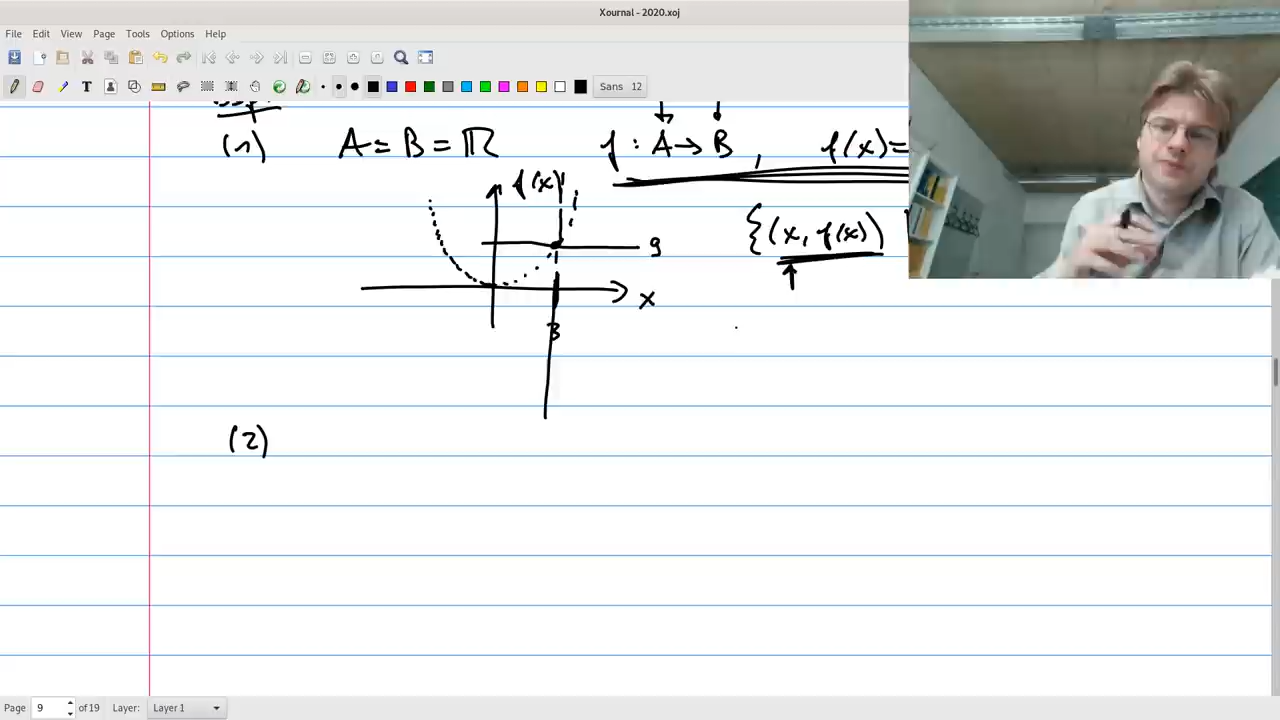 Xournal - 2020.xoj
File Edit View Page Tools Options Help
T Sans 12
(1) A = B = ℝ f : A → B , f(x)=
f(x)
{(x, f(x))
9
x
3
(2)
Page 9 of 19 Layer: Layer 1